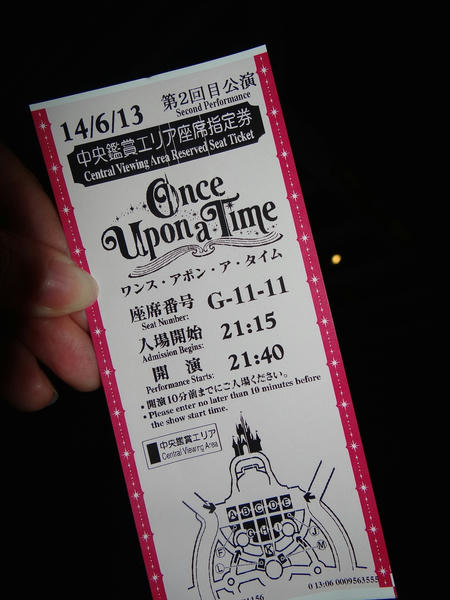 14/6/13 第2回目公演
Second Performance
中央鑑賞エリア座席指定券
Central Viewing Area Reserved Seat Ticket
Once
Upon a Time
ワンス・アポン・ア・タイム
座席番号 G-11-11
Seat Number:
入場開始 21:15
Admission Begins:
開演 21:40
Performance Starts:
・開演10分前までにご入場ください。
・Please enter no later than 10 minutes before
the show start time.
中央鑑賞エリア
Central Viewing Area
A B C D E
F G H I J
L K M
0 13:06 0009563555